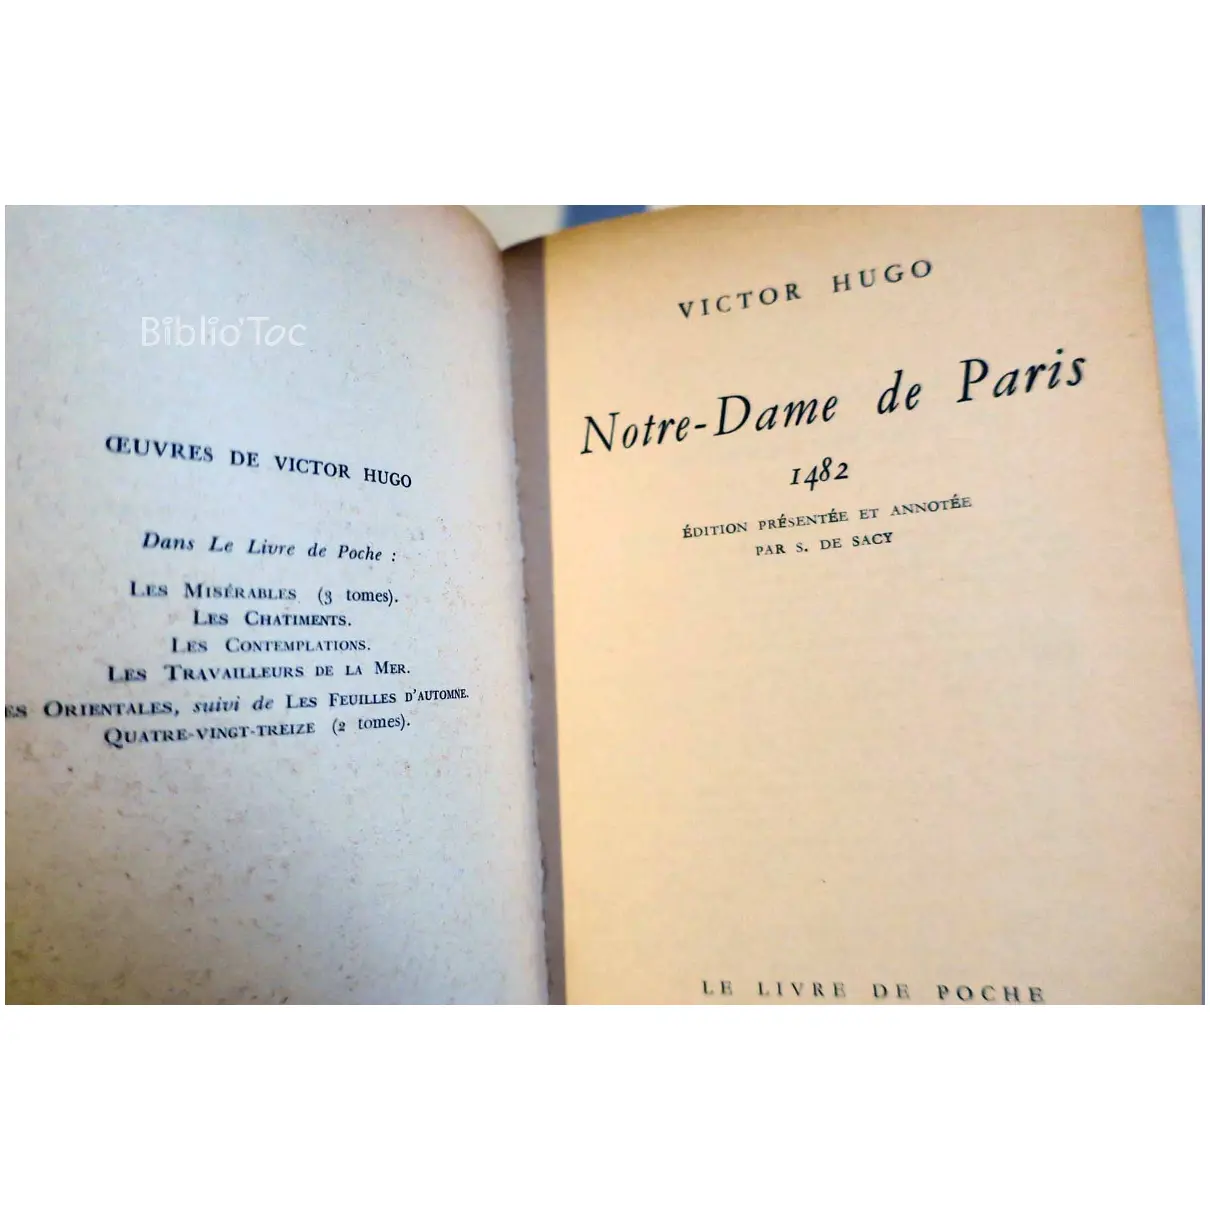 Biblio'Toc
ŒUVRES DE VICTOR HUGO
Dans Le Livre de Poche :
LES MISÉRABLES (3 tomes).
LES CHATIMENTS.
LES CONTEMPLATIONS.
LES TRAVAILLEURS DE LA MER.
ES ORIENTALES, suivi de LES FEUILLES D'AUTOMNE.
QUATRE-VINGT-TREIZE (2 tomes).
VICTOR HUGO
Notre-Dame de Paris
1482
ÉDITION PRÉSENTÉE ET ANNOTÉE
PAR S. DE SACY
LE LIVRE DE POCHE